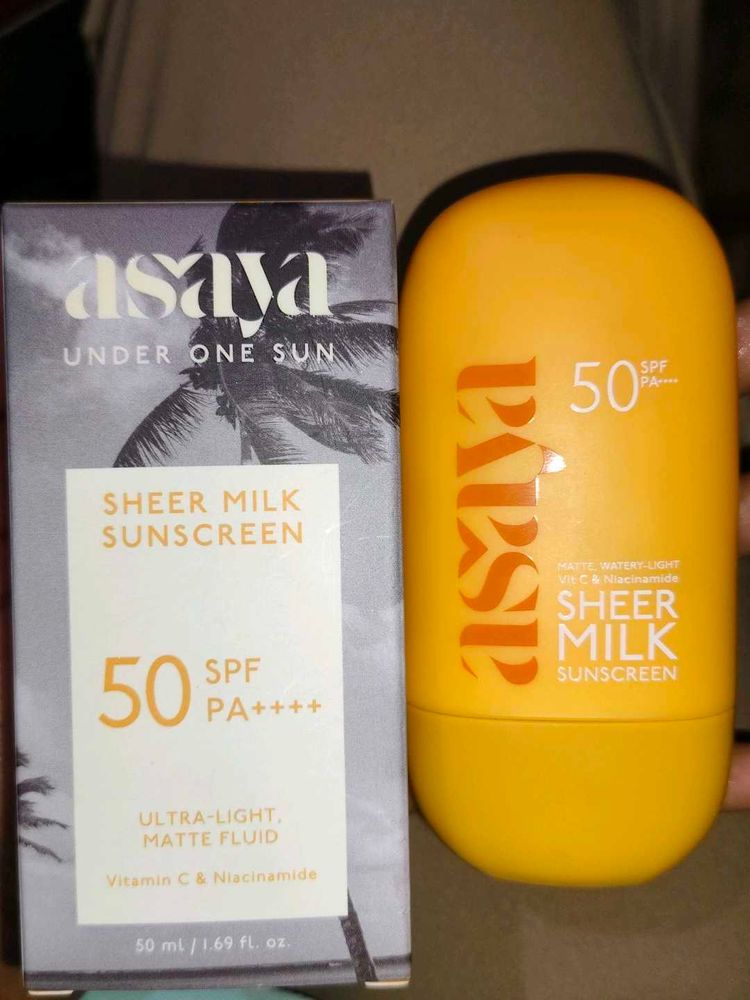 asaya
UNDER ONE SUN
SHEER MILK
SUNSCREEN
50 SPF
PA++++
ULTRA-LIGHT,
MATTE FLUID
Vitamin C & Niacinamide
50 ml / 1.69 fl. oz.
50 SPF
PA++++
asaya
MATTE, WATERY-LIGHT
Vit C & Niacinamide
SHEER
MILK
SUNSCREEN